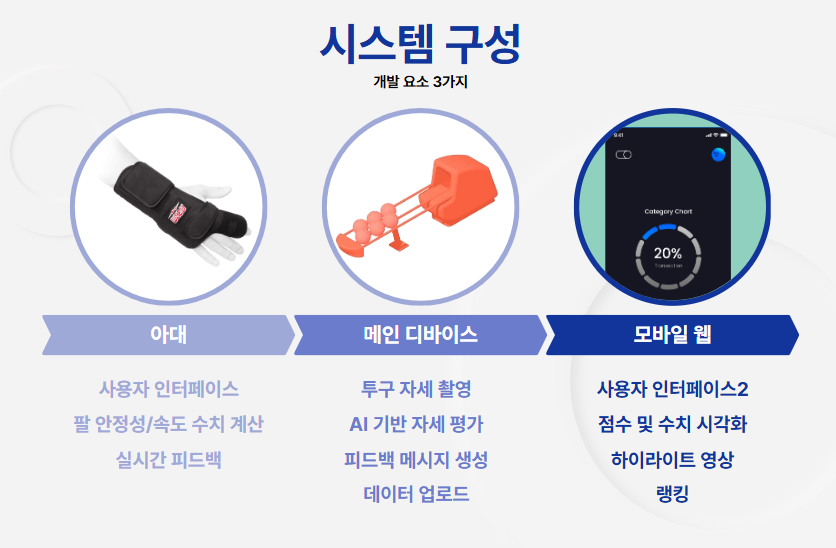 시스템 구성
개발 요소 3가지
9:41
Category Chart
20%
Transaction
아대
메인 디바이스
모바일 웹
사용자 인터페이스
팔 안정성/속도 수치 계산
실시간 피드백
투구 자세 촬영
AI 기반 자세 평가
피드백 메시지 생성
데이터 업로드
사용자 인터페이스2
점수 및 수치 시각화
하이라이트 영상
랭킹